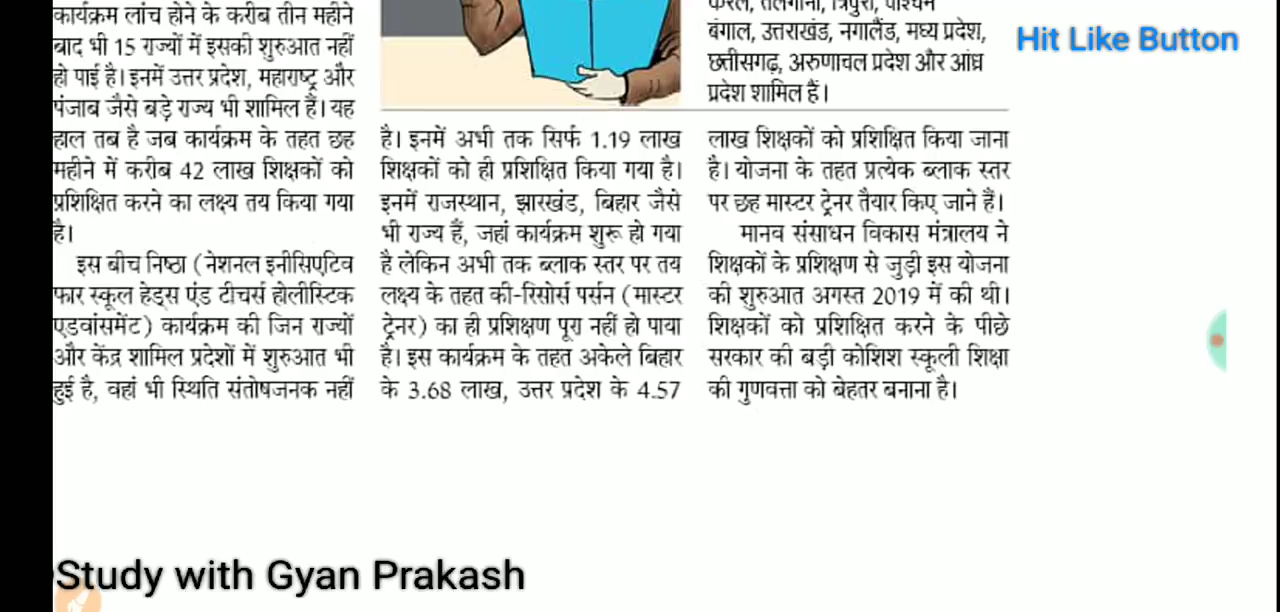 कार्यक्रम लांच होने के करीब तीन महीने
बाद भी 15 राज्यों में इसकी शुरुआत नहीं
हो पाई है। इनमें उत्तर प्रदेश, महाराष्ट्र और
पंजाब जैसे बड़े राज्य भी शामिल हैं। यह
हाल तब है जब कार्यक्रम के तहत छह
महीने में करीब 42 लाख शिक्षकों को
प्रशिक्षित करने का लक्ष्य तय किया गया
है।
इस बीच निष्ठा (नेशनल इनीसिएटिव
फार स्कूल हेड्स एंड टीचर्स होलीस्टिक
एडवांसमेंट) कार्यक्रम की जिन राज्यों
और केंद्र शामिल प्रदेशों में शुरुआत भी
हुई है, वहां भी स्थिति संतोषजनक नहीं
है। इनमें अभी तक सिर्फ 1.19 लाख
शिक्षकों को ही प्रशिक्षित किया गया है।
इनमें राजस्थान, झारखंड, बिहार जैसे
भी राज्य हैं, जहां कार्यक्रम शुरू हो गया
है लेकिन अभी तक ब्लाक स्तर पर तय
लक्ष्य के तहत की-रिसोर्स पर्सन (मास्टर
ट्रेनर) का ही प्रशिक्षण पूरा नहीं हो पाया
है। इस कार्यक्रम के तहत अकेले बिहार
के 3.68 लाख, उत्तर प्रदेश के 4.57
केरल, तेलंगाना, त्रिपुरा, पश्चिम
बंगाल, उत्तराखंड, नगालैंड, मध्य प्रदेश,
छत्तीसगढ़, अरुणाचल प्रदेश और आंध्र
प्रदेश शामिल हैं।
लाख शिक्षकों को प्रशिक्षित किया जाना
है। योजना के तहत प्रत्येक ब्लाक स्तर
पर छह मास्टर ट्रेनर तैयार किए जाने हैं।
मानव संसाधन विकास मंत्रालय ने
शिक्षकों के प्रशिक्षण से जुड़ी इस योजना
की शुरुआत अगस्त 2019 में की थी।
शिक्षकों को प्रशिक्षित करने के पीछे
सरकार की बड़ी कोशिश स्कूली शिक्षा
की गुणवत्ता को बेहतर बनाना है।
Hit Like Button
Study with Gyan Prakash